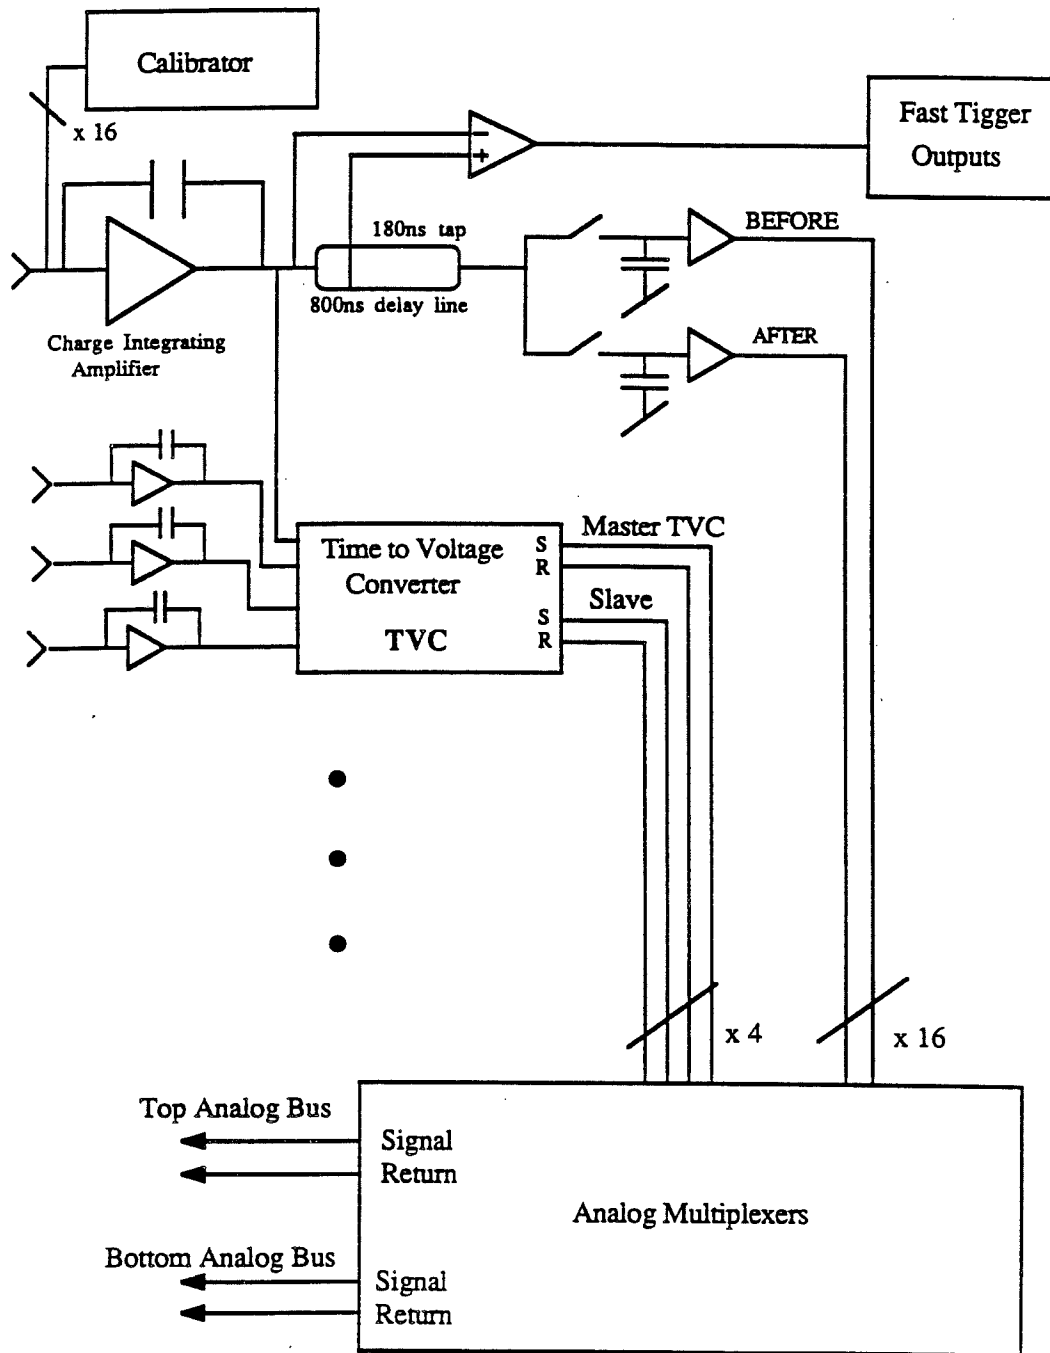 Calibrator
x 16
Fast Tigger
Outputs
−
+
180ns tap
BEFORE
800ns delay line
AFTER
Charge Integrating
Amplifier
Time to Voltage
Converter
TVC
S
R
S
R
Master TVC
Slave
x 4
x 16
Top Analog Bus
Signal
Return
Analog Multiplexers
Bottom Analog Bus
Signal
Return